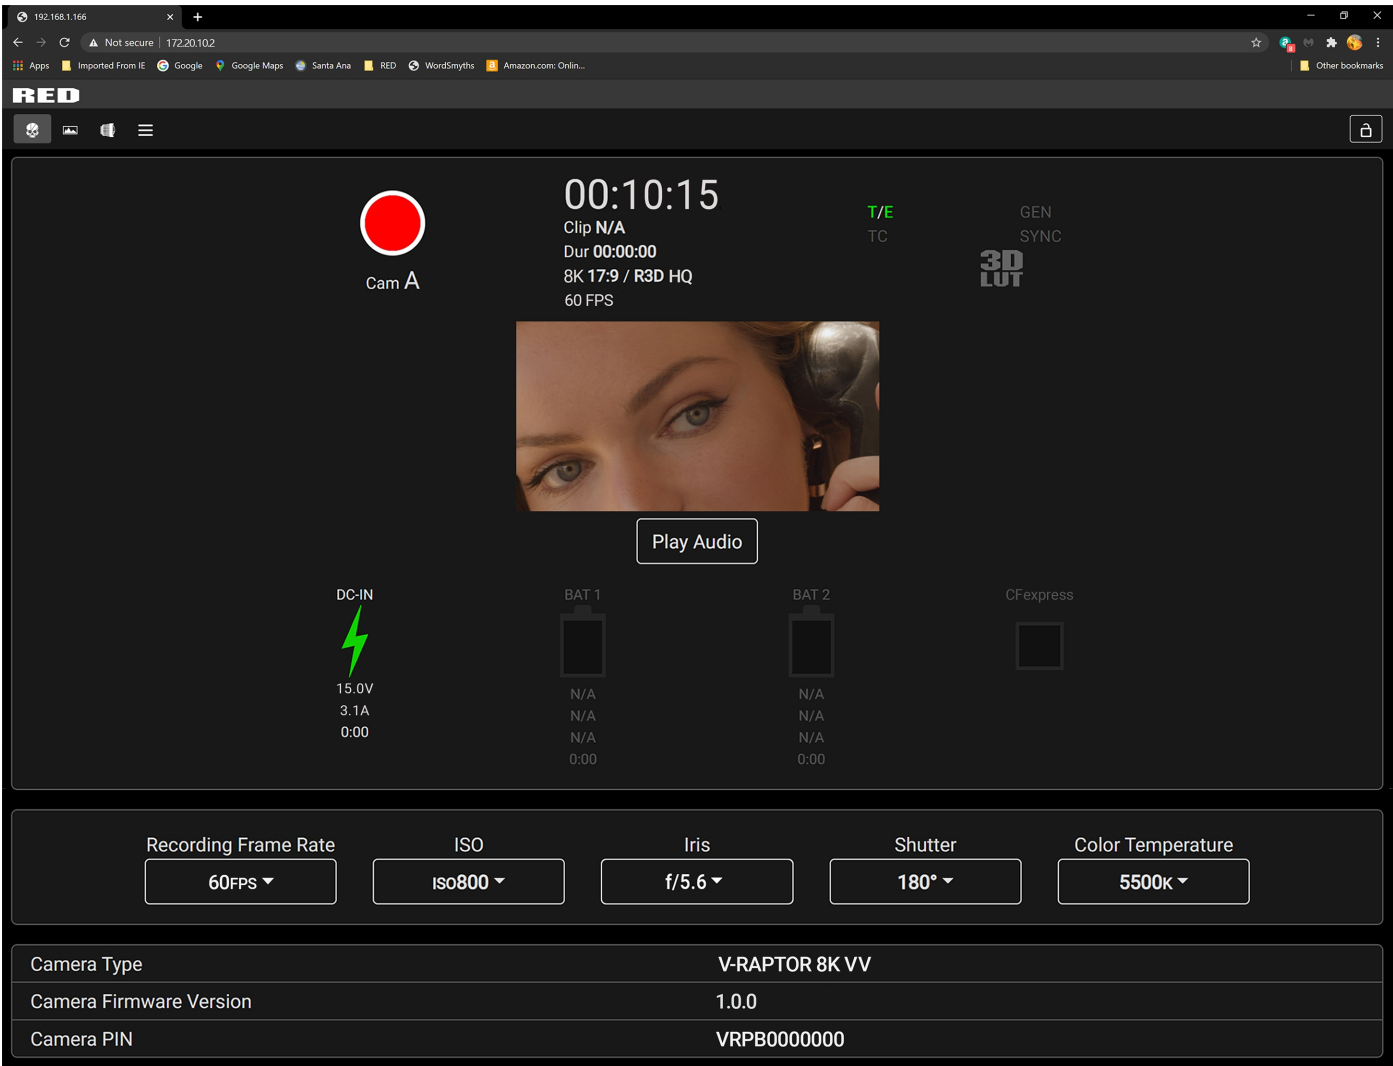 192.168.1.166
Not secure | 172.20.10.2
Apps Imported From IE Google Google Maps Santa Ana RED WordSmyths Amazon.com: Onlin... Other bookmarks
RED
00:10:15
Clip N/A
Dur 00:00:00
8K 17:9 / R3D HQ
60 FPS
Cam A
T/E GEN
TC SYNC
3D
LUT
Play Audio
DC-IN BAT 1 BAT 2 CFexpress
15.0V N/A N/A
3.1A N/A N/A
0:00 N/A N/A
0:00 0:00
Recording Frame Rate ISO Iris Shutter Color Temperature
60FPS ISO800 f/5.6 180° 5500K
Camera Type V-RAPTOR 8K VV
Camera Firmware Version 1.0.0
Camera PIN VRPB0000000